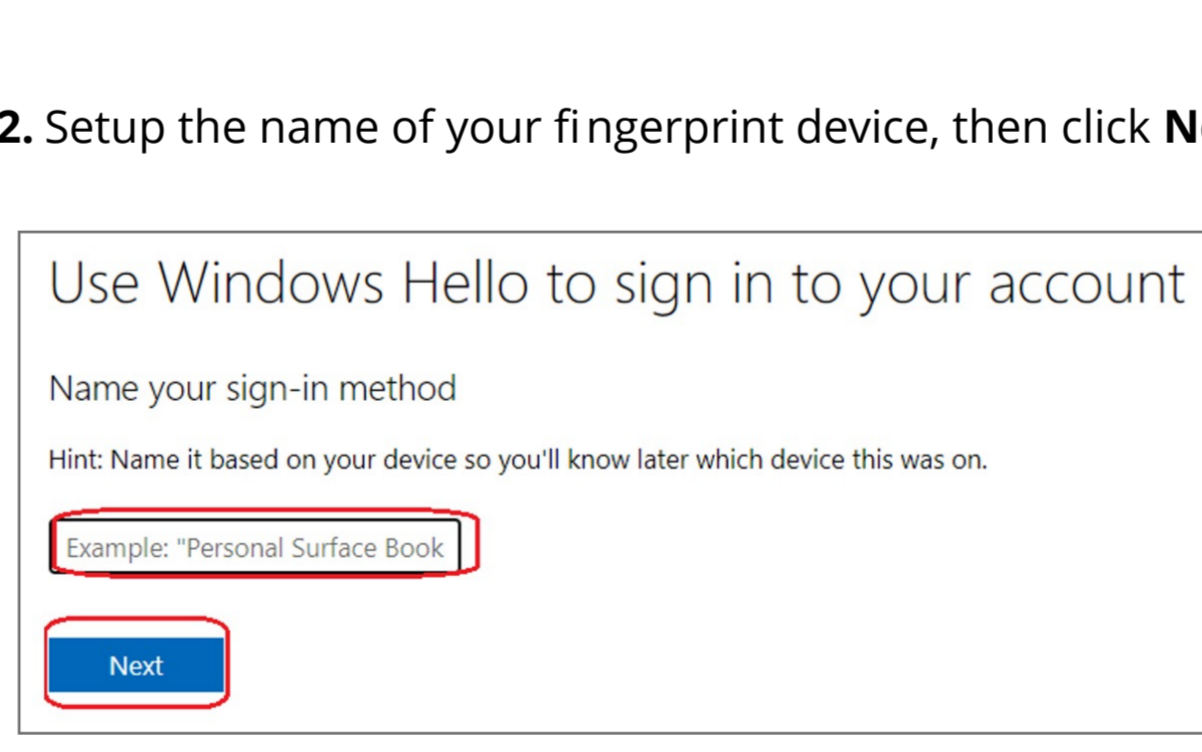 2. Setup the name of your fingerprint device, then click
Use Windows Hello to sign in to your account
Name your sign-in method
Hint: Name it based on your device so you'll know later which device this was on.
Example: "Personal Surface Book
Next